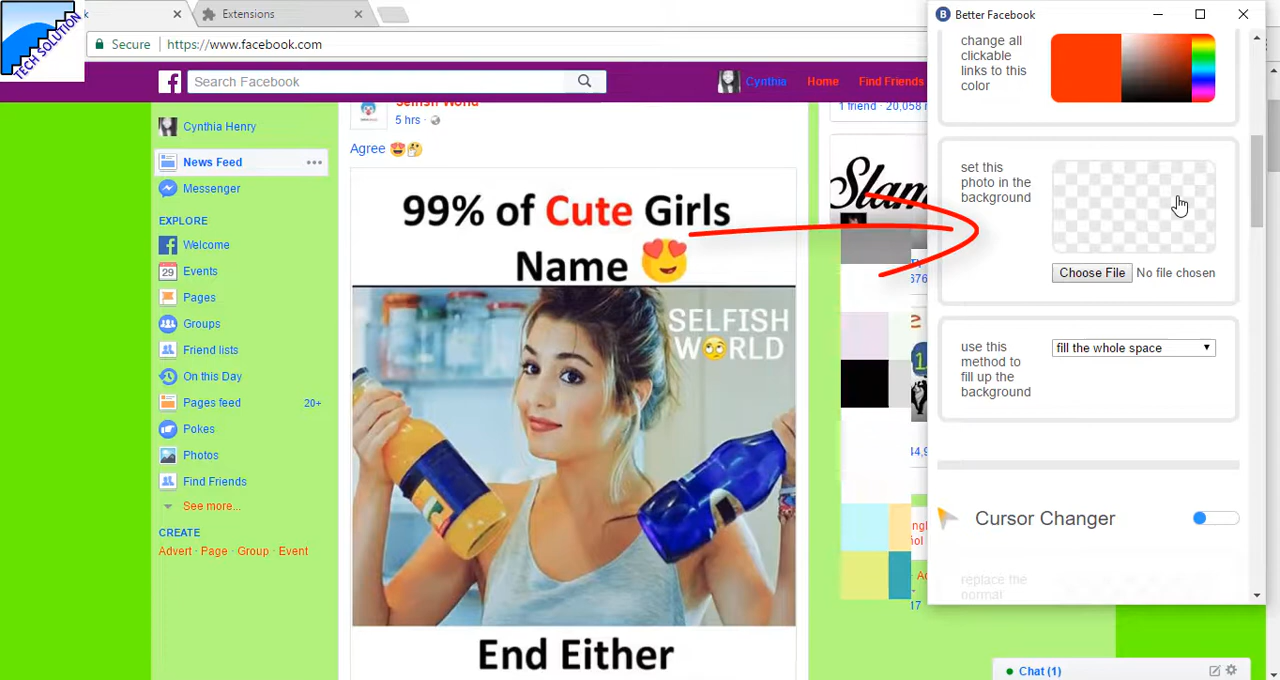 TECH SOLUTION
Extensions
Secure https://www.facebook.com
Search Facebook
Cynthia Home Find Friends
Cynthia Henry
News Feed
Messenger
EXPLORE
Welcome
29 Events
Pages
Groups
Friend lists
On this Day
Pages feed 20+
Pokes
Photos
Find Friends
See more...
CREATE
Advert · Page · Group · Event
Selfish World
5 hrs ·
Agree 😍🤔
99% of Cute Girls
Name 😍
SELFISH
W🙄RLD
End Either
1 friend · 20,058
Slam
17
Better Facebook
change all
clickable
links to this
color
set this
photo in the
background
Choose File No file chosen
use this
method to
fill up the
background
fill the whole space
Cursor Changer
replace the
normal
Chat (1)